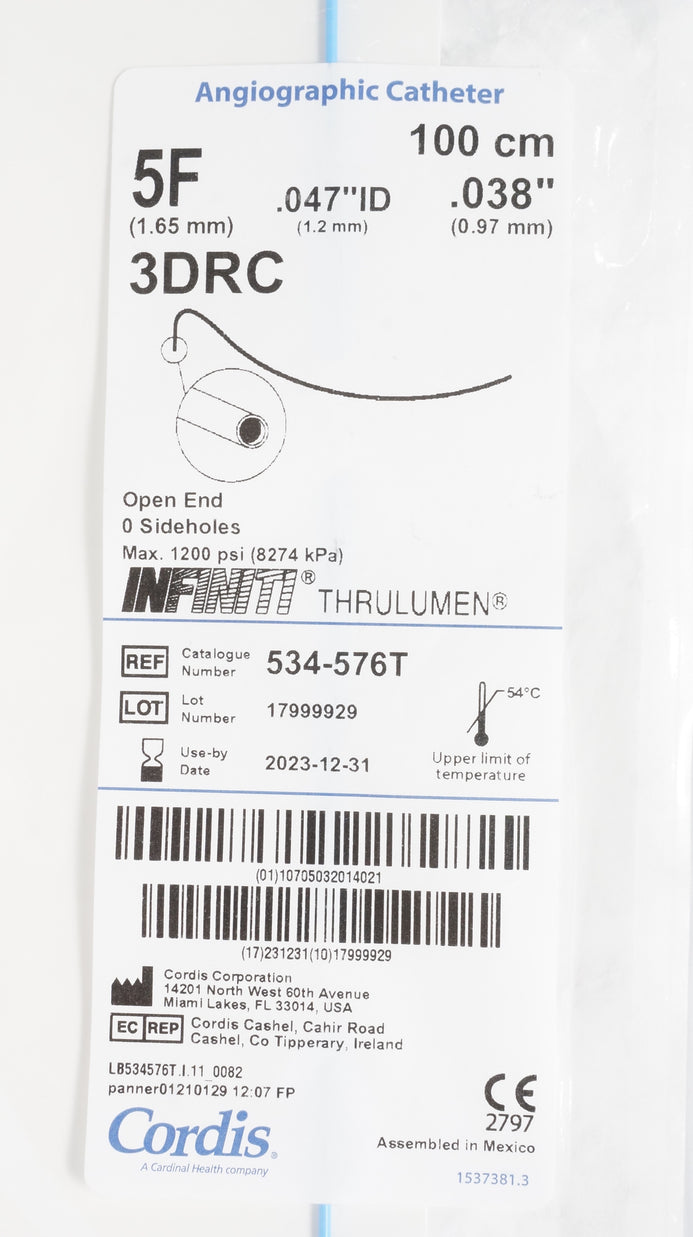 Angiographic Catheter
100 cm
5F .047"ID .038"
(1.65 mm) (1.2 mm) (0.97 mm)
3DRC
Open End
0 Sideholes
Max. 1200 psi (8274 kPa)
INFINITI® THRULUMEN®
REF Catalogue Number 534-576T
LOT Lot Number 17999929
54°C
Use-by Date 2023-12-31
Upper limit of
temperature
(01)10705032014021
(17)231231(10)17999929
Cordis Corporation
14201 North West 60th Avenue
Miami Lakes, FL 33014, USA
EC REP Cordis Cashel, Cahir Road
Cashel, Co Tipperary, Ireland
LB534576T.I.11_0082
panner01210129 12:07 FP
CE
2797
Assembled in Mexico
Cordis®
A Cardinal Health company
1537381.3